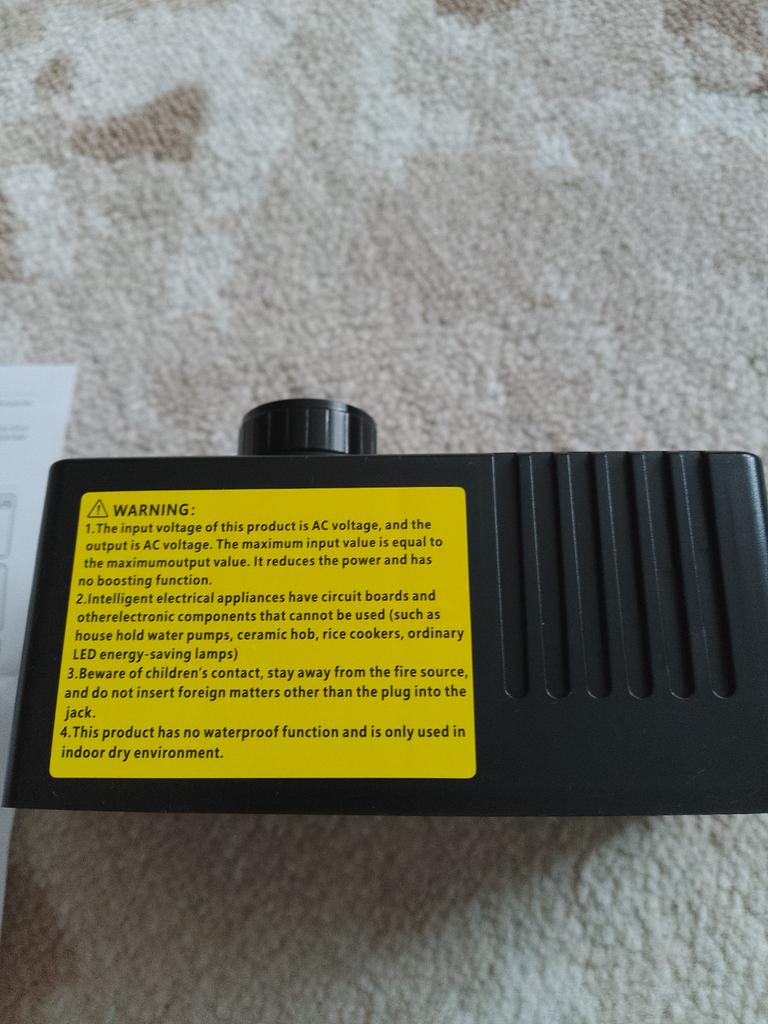 WARNING:
1.The input voltage of this product is AC voltage, and the
output is AC voltage. The maximum input value is equal to
the maximumoutput value. It reduces the power and has
no boosting function.
2.Intelligent electrical appliances have circuit boards and
otherelectronic components that cannot be used (such as
house hold water pumps, ceramic hob, rice cookers, ordinary
LED energy-saving lamps)
3.Beware of children's contact, stay away from the fire source,
and do not insert foreign matters other than the plug into the
jack.
4.This product has no waterproof function and is only used in
indoor dry environment.